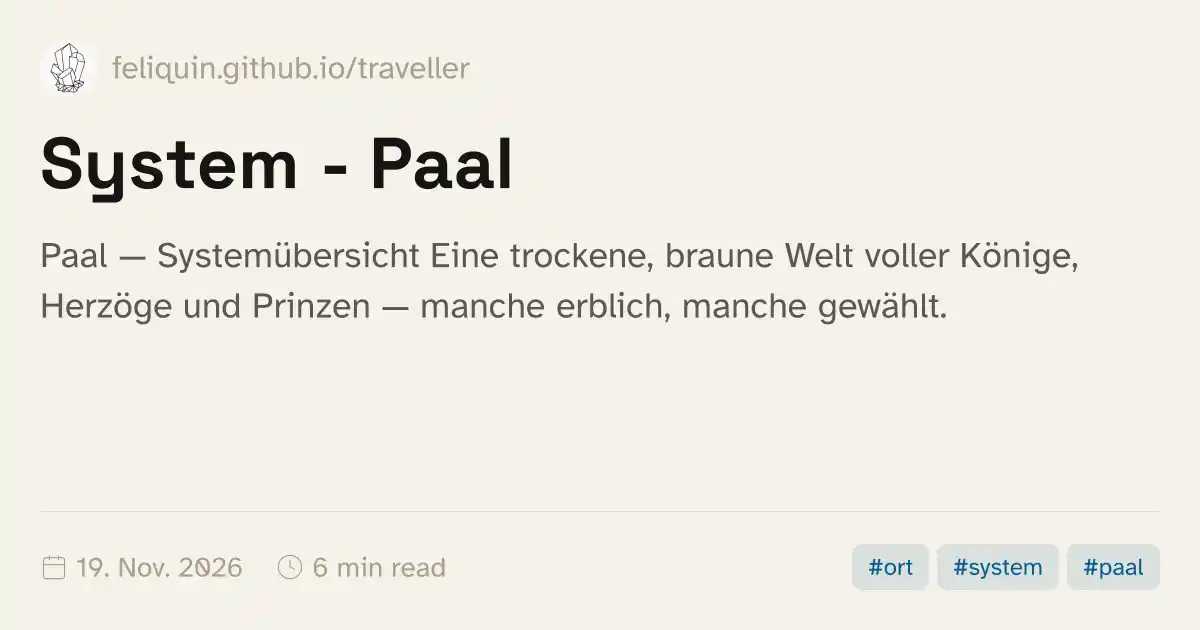 feliquin.github.io/traveller
System - Paal
Paal — Systemübersicht Eine trockene, braune Welt voller Könige,
Herzöge und Prinzen — manche erblich, manche gewählt.
19. Nov. 2026 6 min read #ort #system #paal